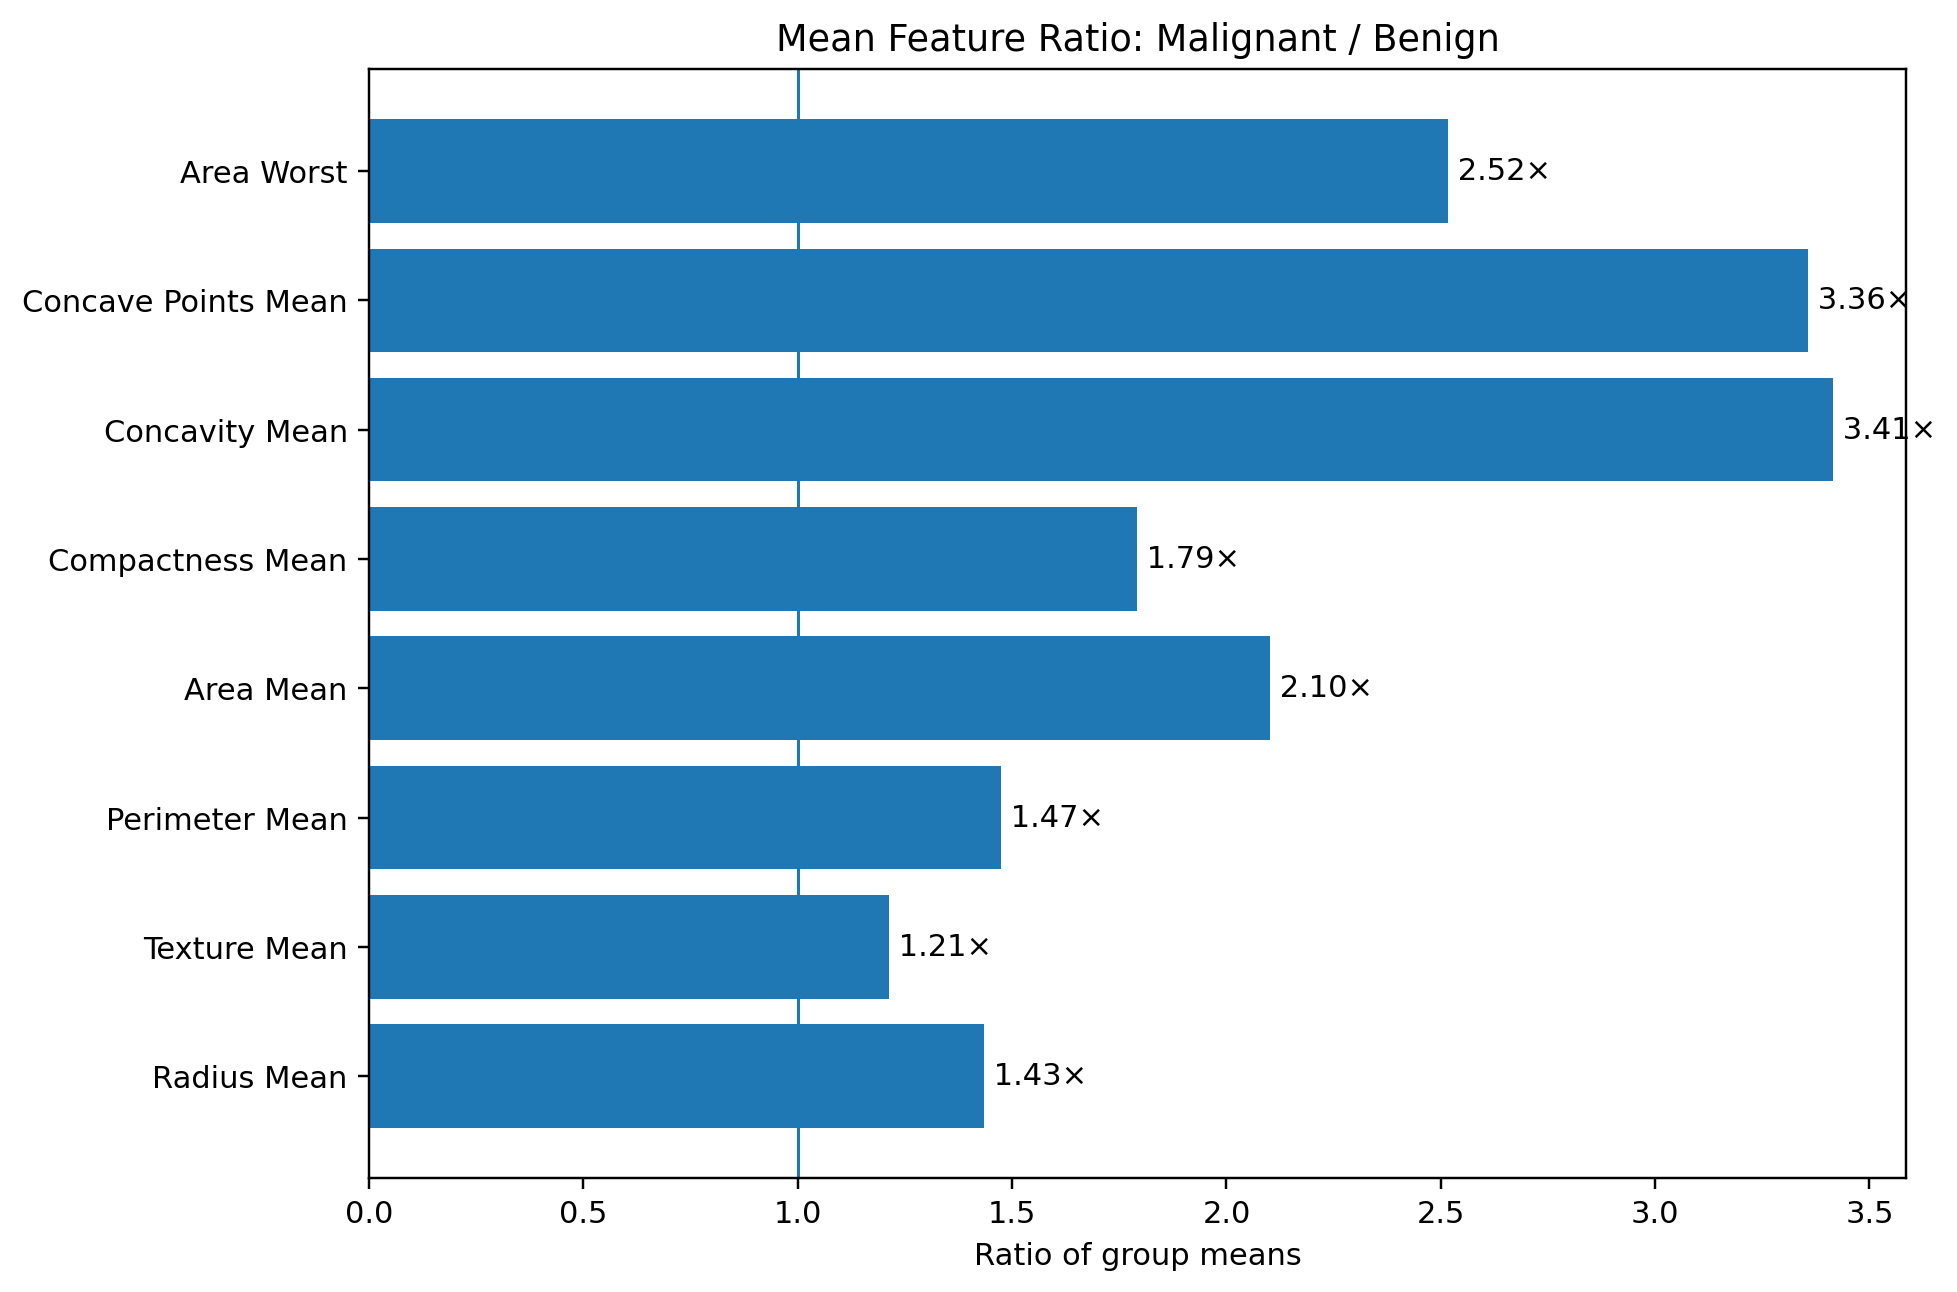 Mean Feature Ratio: Malignant / Benign
Area Worst
2.52×
Concave Points Mean
3.36×
Concavity Mean
3.41×
Compactness Mean
1.79×
Area Mean
2.10×
Perimeter Mean
1.47×
Texture Mean
1.21×
Radius Mean
1.43×
0.0 0.5 1.0 1.5 2.0 2.5 3.0 3.5
Ratio of group means